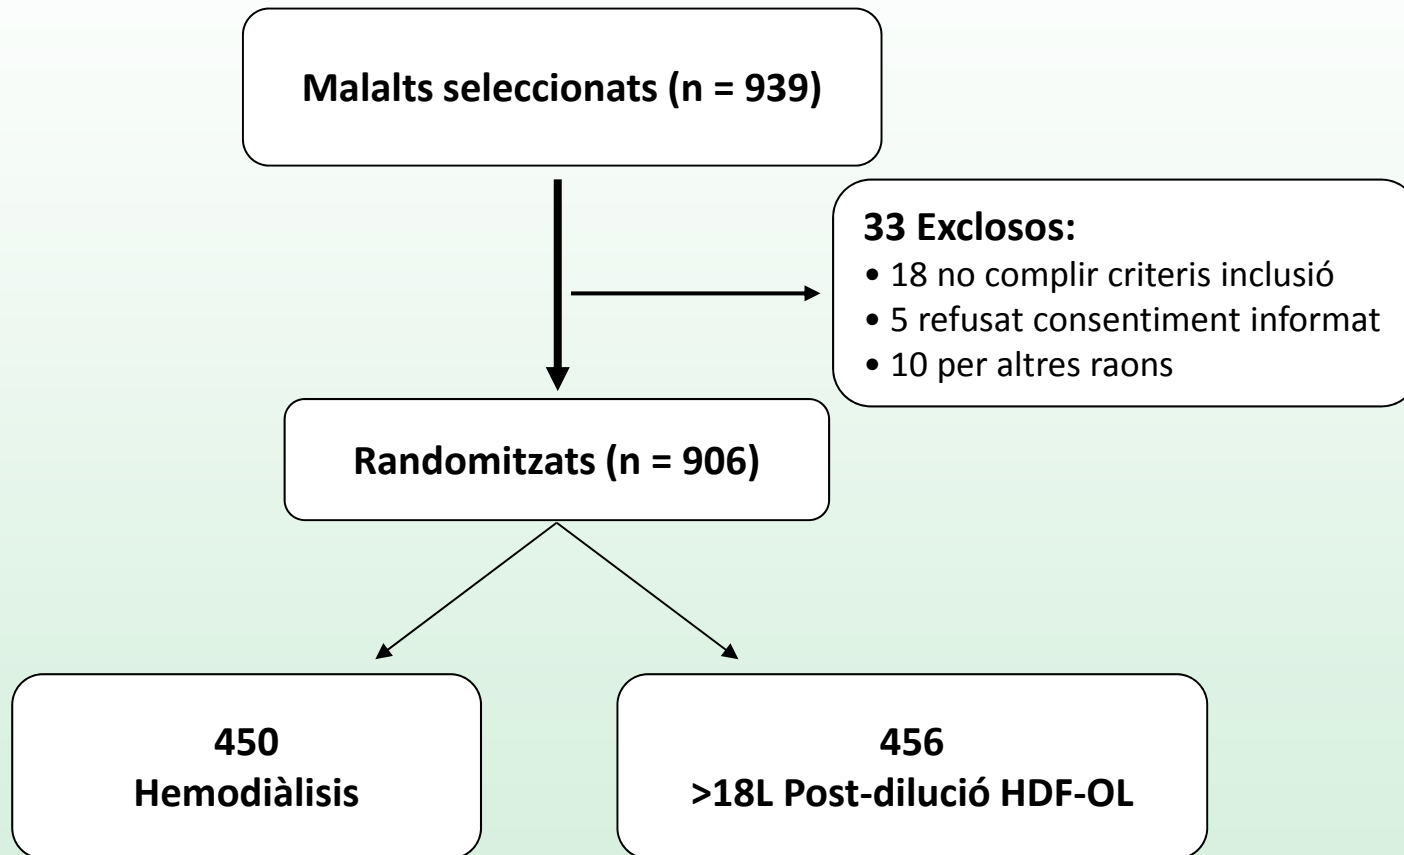 Malalts seleccionats (n = 939)
33 Exclosos:
• 18 no complir criteris inclusió
• 5 refusat consentiment informat
• 10 per altres raons
Randomitzats (n = 906)
450
Hemodiàlisis
456
>18L Post-dilució HDF-OL